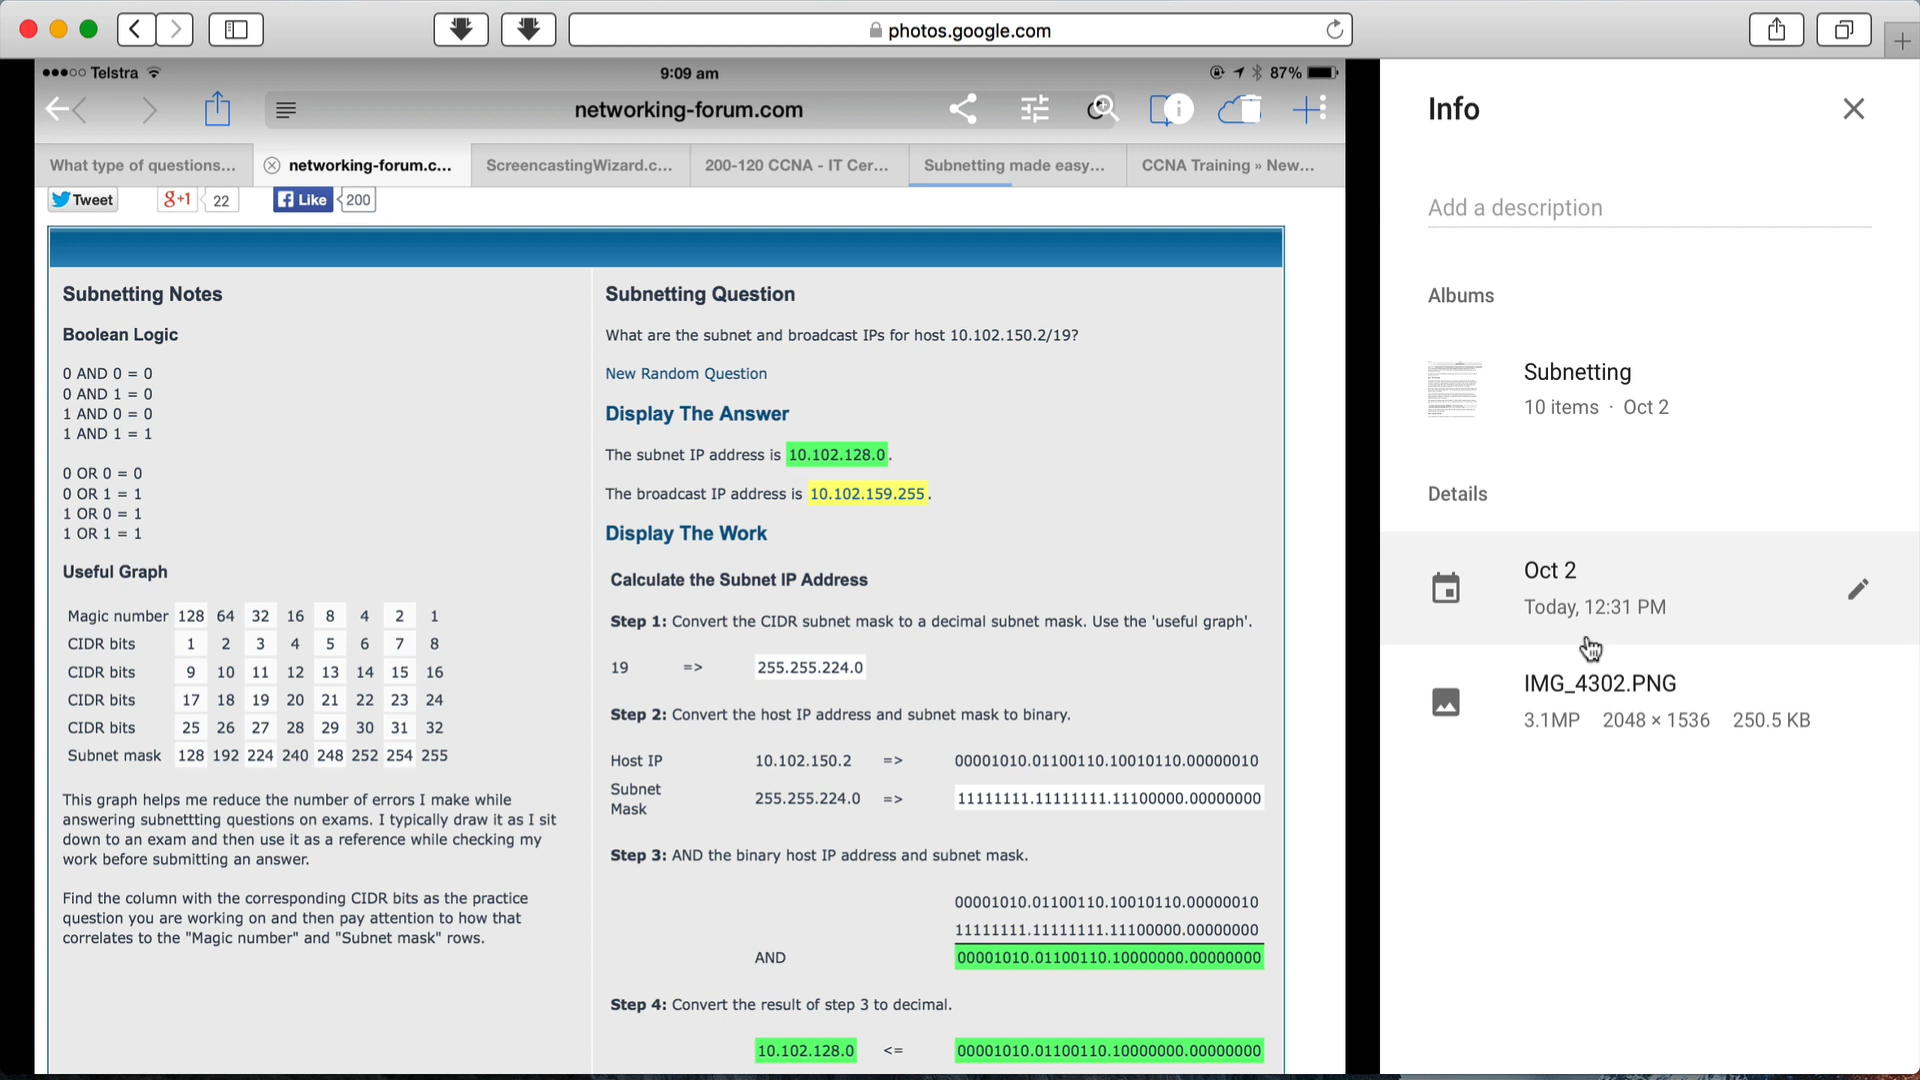 photos.google.com
Telstra
9:09 am
87%
networking-forum.com
What type of questions...
networking-forum.c...
ScreencastingWizard.c...
200-120 CCNA - IT Cer...
Subnetting made easy...
CCNA Training » New...
Tweet
g+1
22
Like
200
Subnetting Notes
Boolean Logic
0 AND 0 = 0
0 AND 1 = 0
1 AND 0 = 0
1 AND 1 = 1
0 OR 0 = 0
0 OR 1 = 1
1 OR 0 = 1
1 OR 1 = 1
Useful Graph
Magic number 128 64 32 16 8 4 2 1
CIDR bits 1 2 3 4 5 6 7 8
CIDR bits 9 10 11 12 13 14 15 16
CIDR bits 17 18 19 20 21 22 23 24
CIDR bits 25 26 27 28 29 30 31 32
Subnet mask 128 192 224 240 248 252 254 255
This graph helps me reduce the number of errors I make while
answering subnettting questions on exams. I typically draw it as I sit
down to an exam and then use it as a reference while checking my
work before submitting an answer.
Find the column with the corresponding CIDR bits as the practice
question you are working on and then pay attention to how that
correlates to the "Magic number" and "Subnet mask" rows.
Subnetting Question
What are the subnet and broadcast IPs for host 10.102.150.2/19?
New Random Question
Display The Answer
The subnet IP address is 10.102.128.0.
The broadcast IP address is 10.102.159.255.
Display The Work
Calculate the Subnet IP Address
Step 1: Convert the CIDR subnet mask to a decimal subnet mask. Use the 'useful graph'.
19 => 255.255.224.0
Step 2: Convert the host IP address and subnet mask to binary.
Host IP 10.102.150.2 => 00001010.01100110.10010110.00000010
Subnet
Mask 255.255.224.0 => 11111111.11111111.11100000.00000000
Step 3: AND the binary host IP address and subnet mask.
00001010.01100110.10010110.00000010
11111111.11111111.11100000.00000000
AND 00001010.01100110.10000000.00000000
Step 4: Convert the result of step 3 to decimal.
10.102.128.0 <= 00001010.01100110.10000000.00000000
Info
Add a description
Albums
Subnetting
10 items · Oct 2
Details
Oct 2
Today, 12:31 PM
IMG_4302.PNG
3.1MP 2048 × 1536 250.5 KB